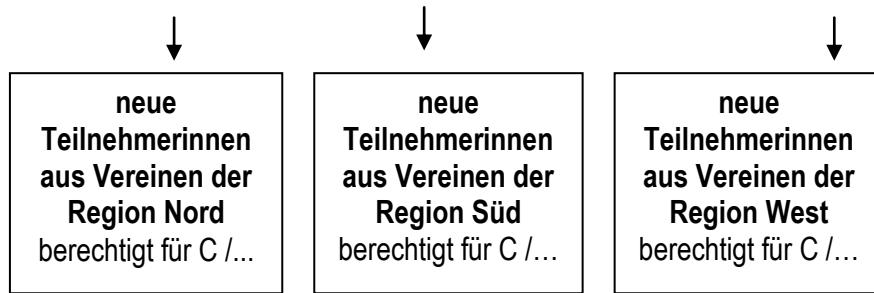 neue
Teilnehmerinnen
aus Vereinen der
Region Nord
berechtigt für C /...
neue
Teilnehmerinnen
aus Vereinen der
Region Süd
berechtigt für C /…
neue
Teilnehmerinnen
aus Vereinen der
Region West
berechtigt für C /…